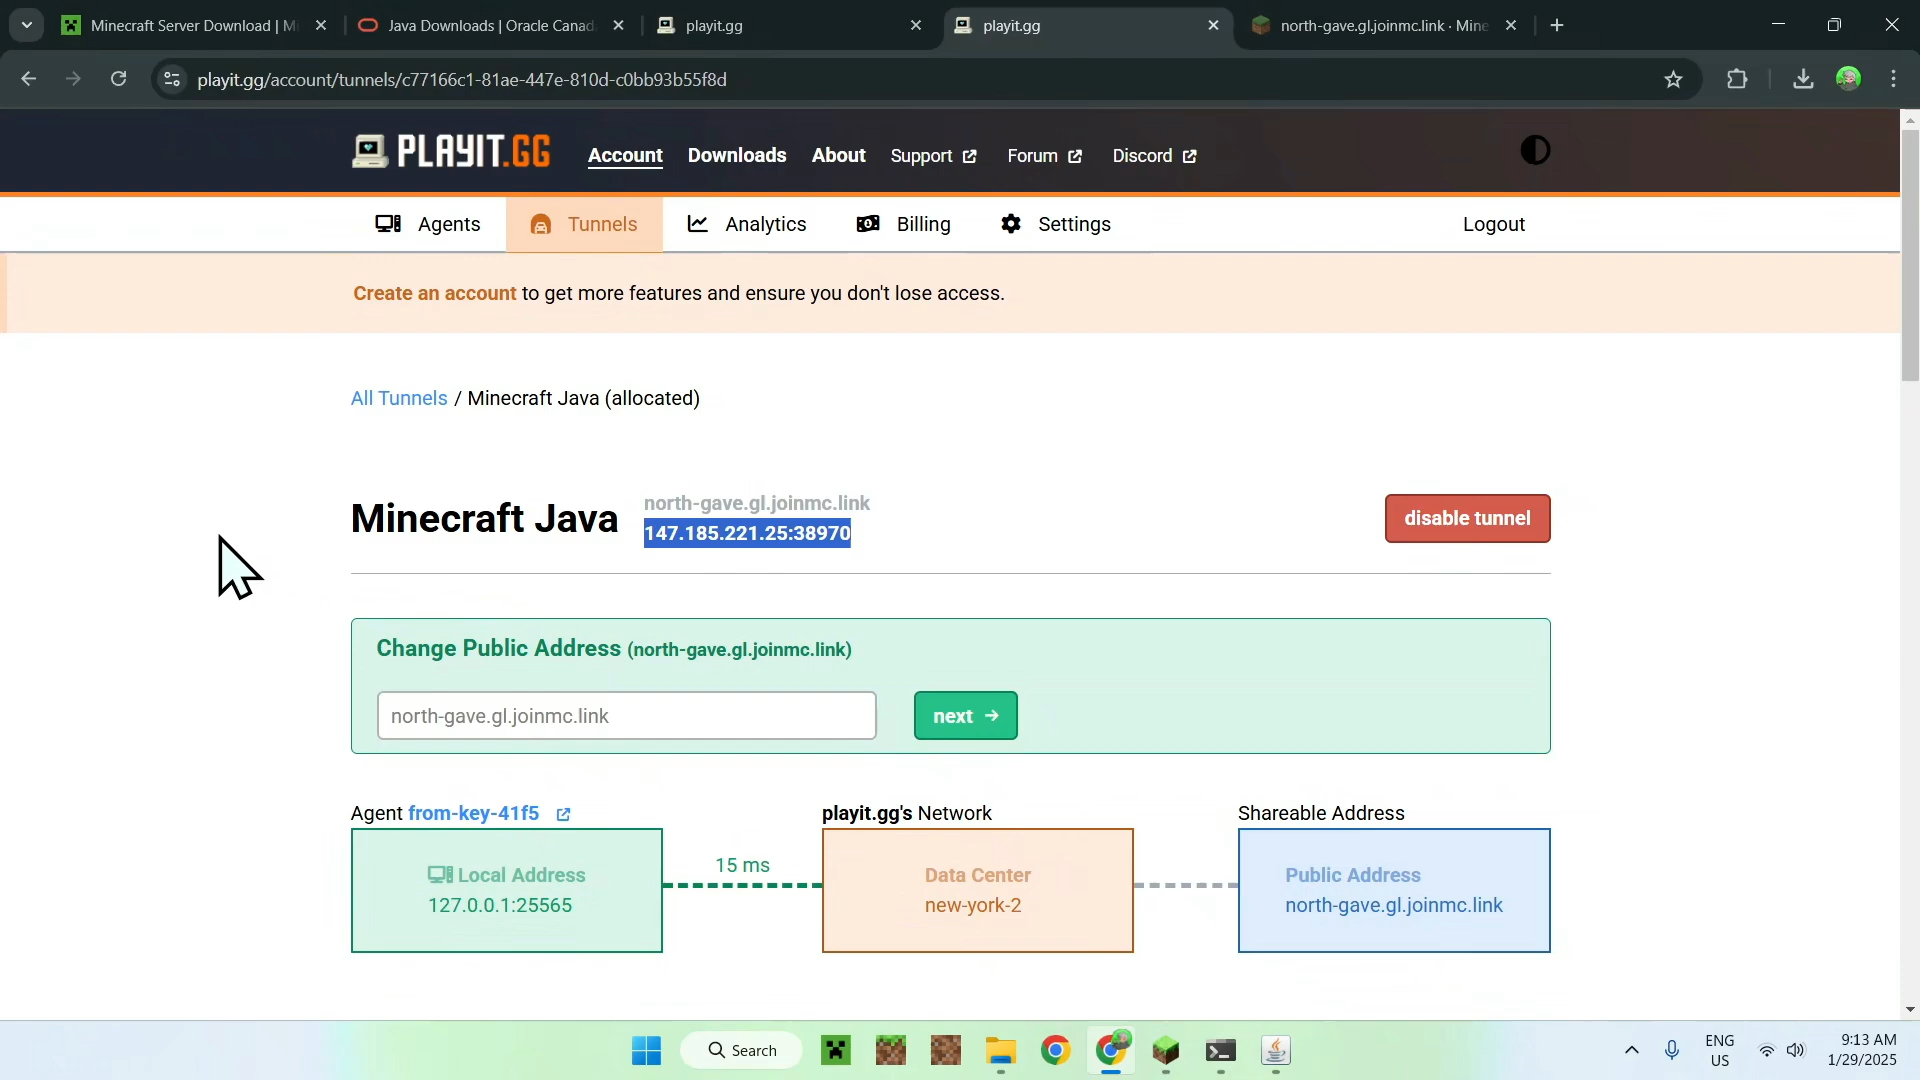 Minecraft Server Download | Mi
Java Downloads | Oracle Canad
playit.gg
playit.gg
north-gave.gl.joinmc.link · Mine
playit.gg/account/tunnels/c77166c1-81ae-447e-810d-c0bb93b55f8d
PLAYIT.GG
Account
Downloads
About
Support
Forum
Discord
Agents
Tunnels
Analytics
Billing
Settings
Logout
Create an account to get more features and ensure you don't lose access.
All Tunnels / Minecraft Java (allocated)
Minecraft Java
north-gave.gl.joinmc.link
147.185.221.25:38970
disable tunnel
Change Public Address (north-gave.gl.joinmc.link)
north-gave.gl.joinmc.link
next →
Agent from-key-41f5
playit.gg's Network
Shareable Address
Local Address
127.0.0.1:25565
15 ms
Data Center
new-york-2
Public Address
north-gave.gl.joinmc.link
Search
ENG
US
9:13 AM
1/29/2025